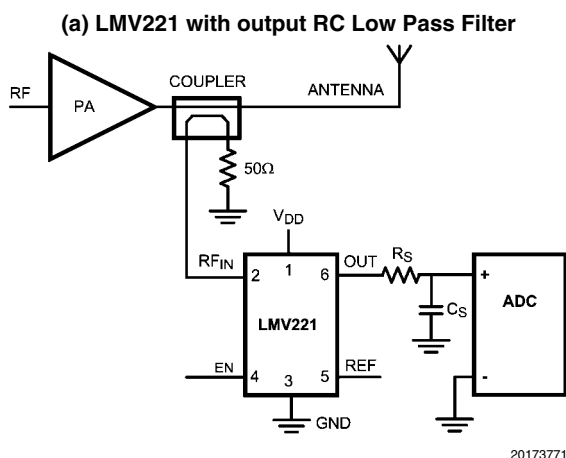 (a) LMV221 with output RC Low Pass Filter
RF
PA
COUPLER
ANTENNA
50Ω
VDD
RFIN
OUT
RS
2
1
6
+
ADC
CS
LMV221
EN
4
3
5
REF
-
GND
20173771